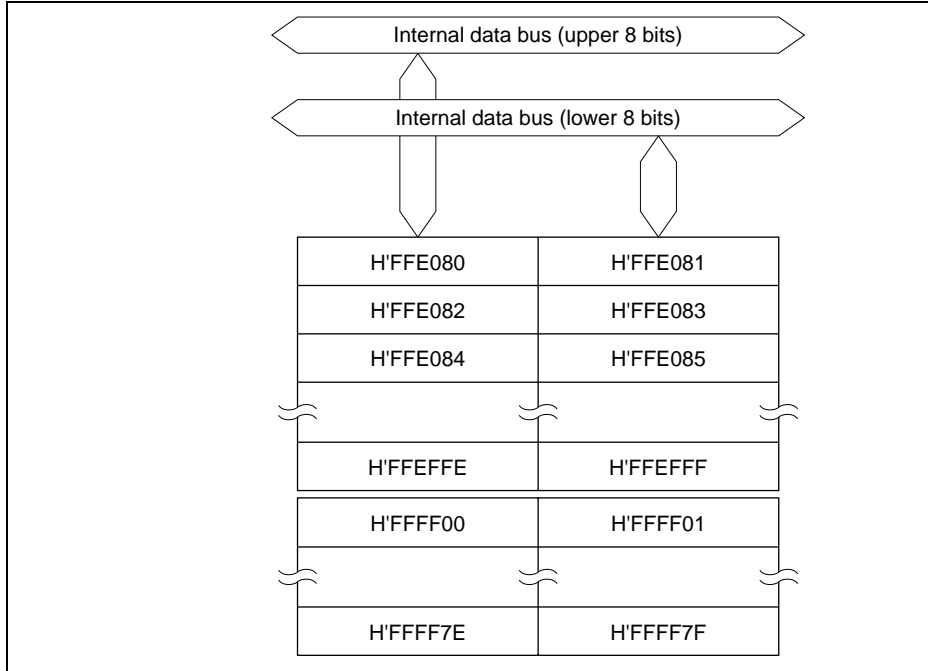 Internal data bus (upper 8 bits)
Internal data bus (lower 8 bits)
H'FFE080 H'FFE081
H'FFE082 H'FFE083
H'FFE084 H'FFE085
H'FFEFFE H'FFEFFF
H'FFFF00 H'FFFF01
H'FFFF7E H'FFFF7F